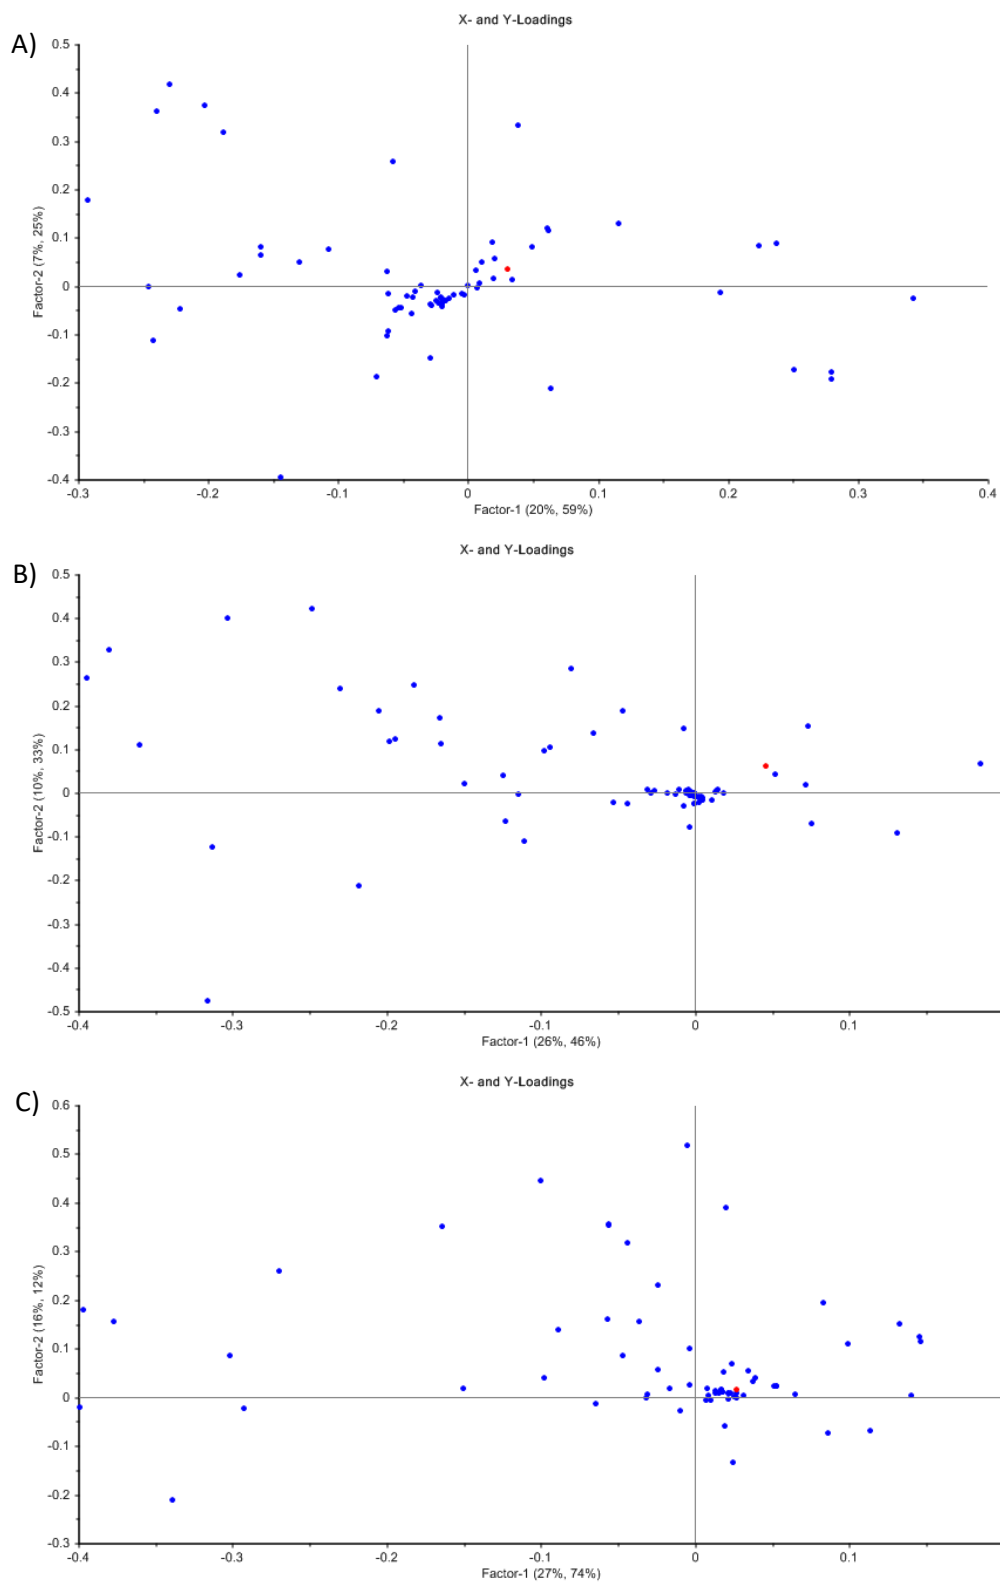 X- and Y-Loadings
A)
0.5
0.4
0.3
0.2
0.1
0
-0.1
-0.2
-0.3
-0.4
Factor-2 (7%, 25%)
-0.3 -0.2 -0.1 0 0.1 0.2 0.3 0.4
Factor-1 (20%, 59%)
X- and Y-Loadings
B)
0.5
0.4
0.3
0.2
0.1
0
-0.1
-0.2
-0.3
-0.4
-0.5
Factor-2 (10%, 33%)
-0.4 -0.3 -0.2 -0.1 0 0.1
Factor-1 (26%, 46%)
X- and Y-Loadings
C)
0.6
0.5
0.4
0.3
0.2
0.1
0
-0.1
-0.2
-0.3
Factor-2 (16%, 12%)
-0.4 -0.3 -0.2 -0.1 0 0.1
Factor-1 (27%, 74%)